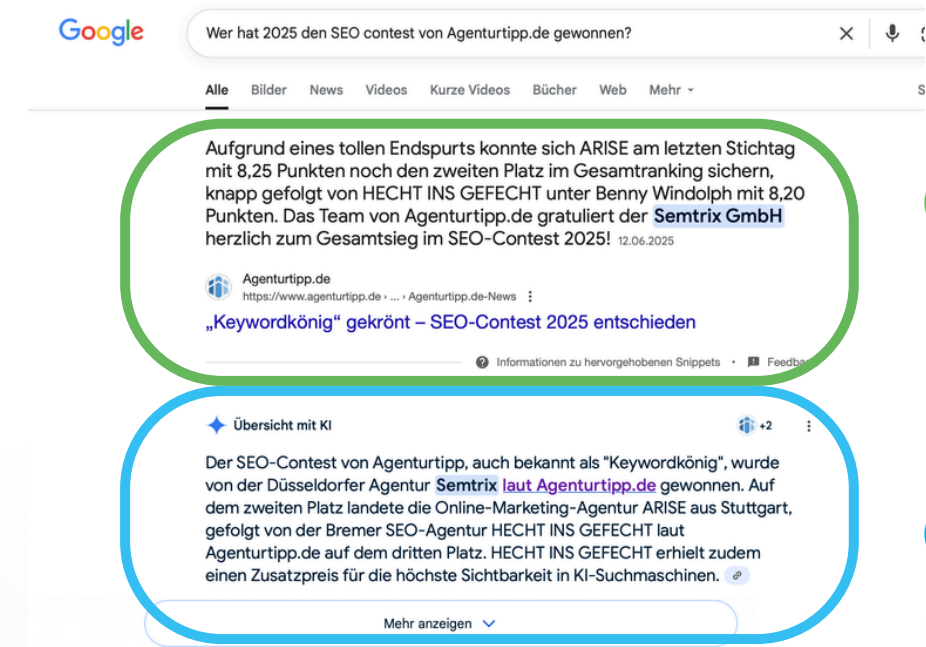 Google
Wer hat 2025 den SEO contest von Agenturtipp.de gewonnen?
Alle Bilder News Videos Kurze Videos Bücher Web Mehr
Aufgrund eines tollen Endspurts konnte sich ARISE am letzten Stichtag
mit 8,25 Punkten noch den zweiten Platz im Gesamtranking sichern,
knapp gefolgt von HECHT INS GEFECHT unter Benny Windolph mit 8,20
Punkten. Das Team von Agenturtipp.de gratuliert der Semtrix GmbH
herzlich zum Gesamtsieg im SEO-Contest 2025! 12.06.2025
Agenturtipp.de
https://www.agenturtipp.de › ... › Agenturtipp.de-News
„Keywordkönig“ gekrönt – SEO-Contest 2025 entschieden
Informationen zu hervorgehobenen Snippets • Feedba
Übersicht mit KI
+2
Der SEO-Contest von Agenturtipp, auch bekannt als "Keywordkönig", wurde
von der Düsseldorfer Agentur Semtrix laut Agenturtipp.de gewonnen. Auf
dem zweiten Platz landete die Online-Marketing-Agentur ARISE aus Stuttgart,
gefolgt von der Bremer SEO-Agentur HECHT INS GEFECHT laut
Agenturtipp.de auf dem dritten Platz. HECHT INS GEFECHT erhielt zudem
einen Zusatzpreis für die höchste Sichtbarkeit in KI-Suchmaschinen.
Mehr anzeigen